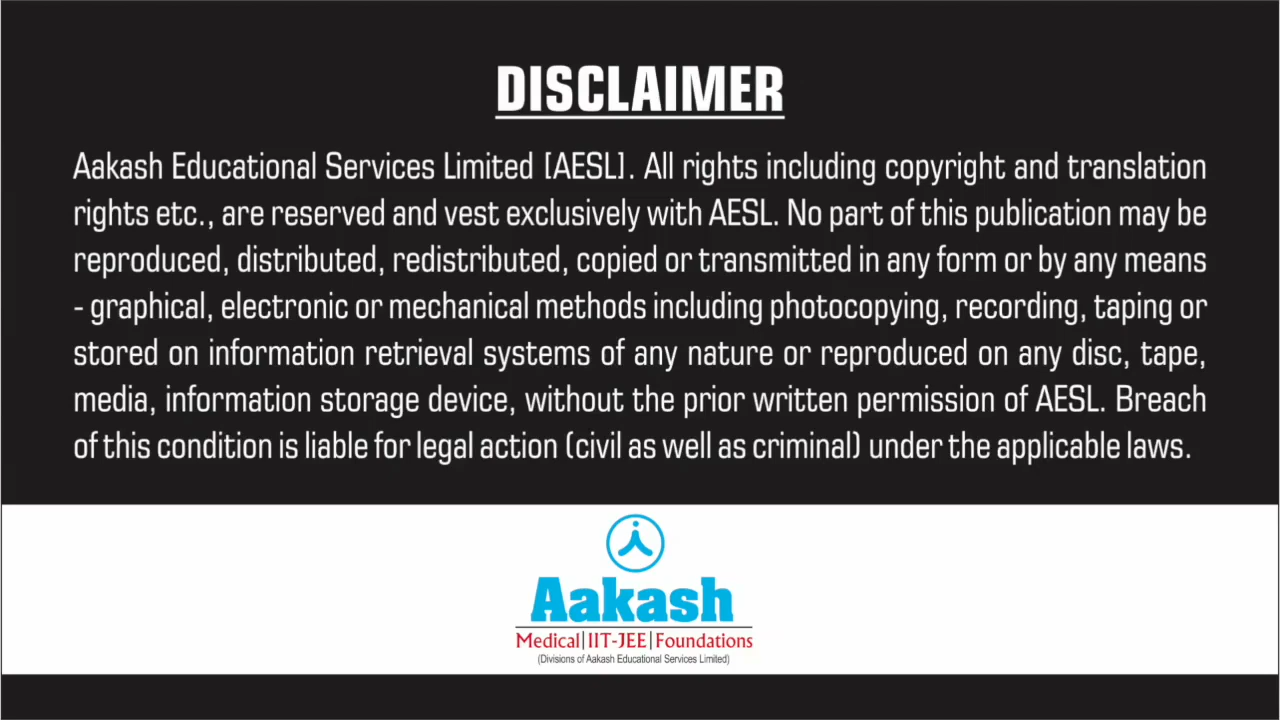 DISCLAIMER
Aakash Educational Services Limited [AESL]. All rights including copyright and translation
rights etc., are reserved and vest exclusively with AESL. No part of this publication may be
reproduced, distributed, redistributed, copied or transmitted in any form or by any means
- graphical, electronic or mechanical methods including photocopying, recording, taping or
stored on information retrieval systems of any nature or reproduced on any disc, tape,
media, information storage device, without the prior written permission of AESL. Breach
of this condition is liable for legal action (civil as well as criminal) under the applicable laws.
Aakash
Medical|IIT-JEE|Foundations
(Divisions of Aakash Educational Services Limited)